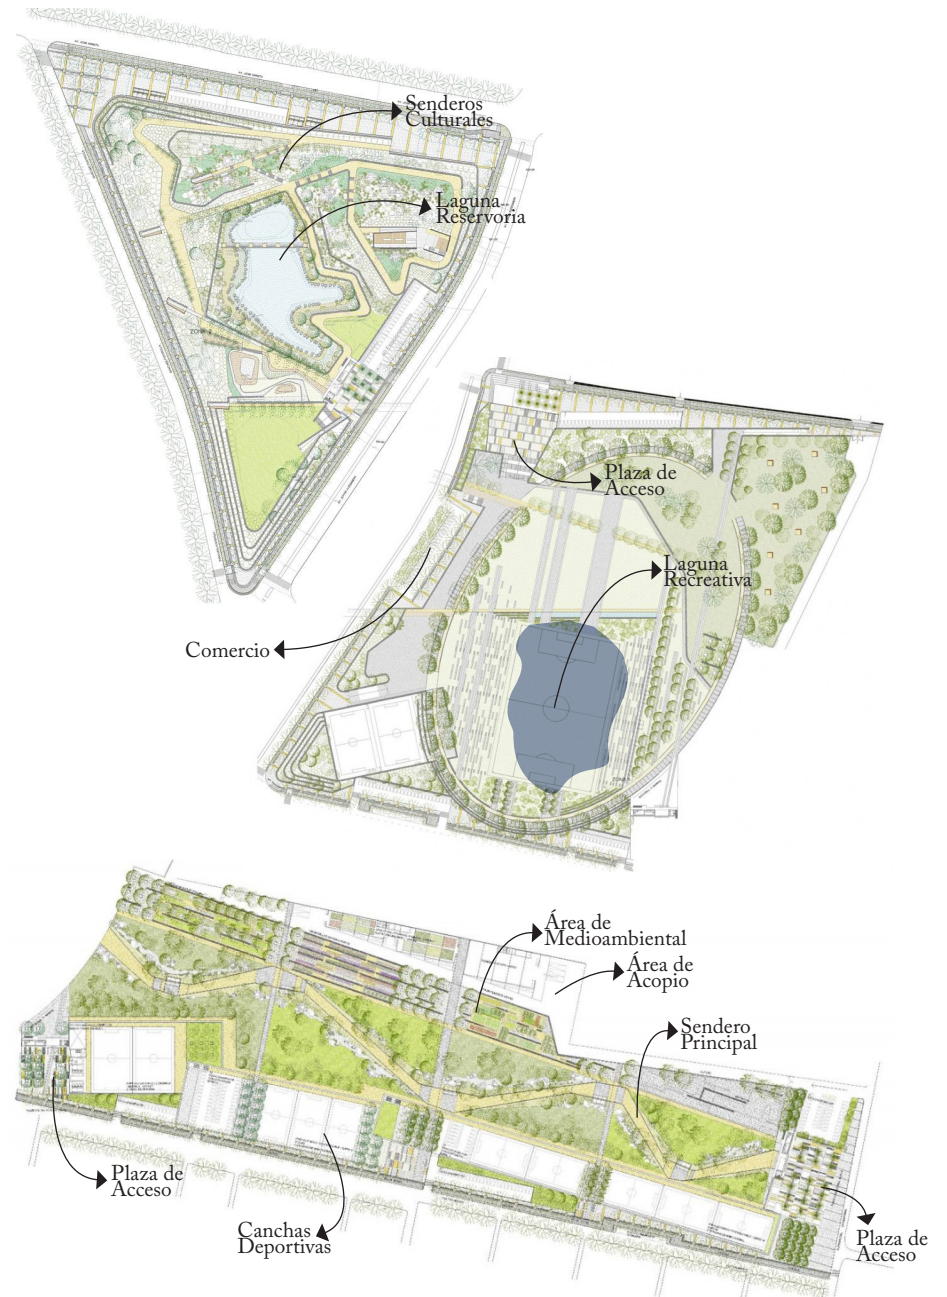 Senderos
Culturales
Laguna
Reservoria
Plaza de
Acceso
Laguna
Recreativa
Comercio
Área de
Medioambiental
Área de
Acopio
Sendero
Principal
Plaza de
Acceso
Canchas
Deportivas
Plaza de
Acceso